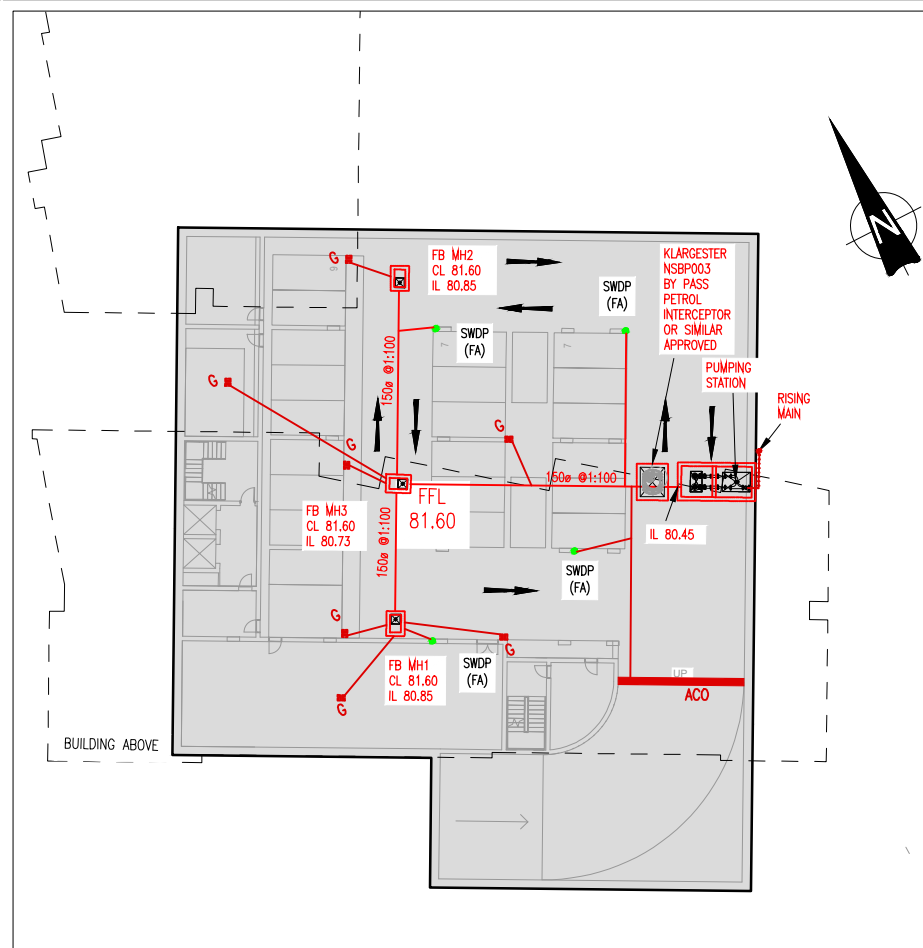 G
FB MH2
CL 81.60
IL 80.85
SWDP
(FA)
KLARGESTER
NSBP003
BY PASS
PETROL
INTERCEPTOR
OR SIMILAR
APPROVED
N
9
SWDP
(FA)
7
7
150ø @1:100
PUMPING
STATION
RISING
MAIN
G
G
G
150ø @1:100
FFL
81.60
FB MH3
CL 81.60
IL 80.73
150ø @1:100
IL 80.45
SWDP
(FA)
G
G
FB MH1
CL 81.60
IL 80.85
SWDP
(FA)
UP
ACO
G
BUILDING ABOVE